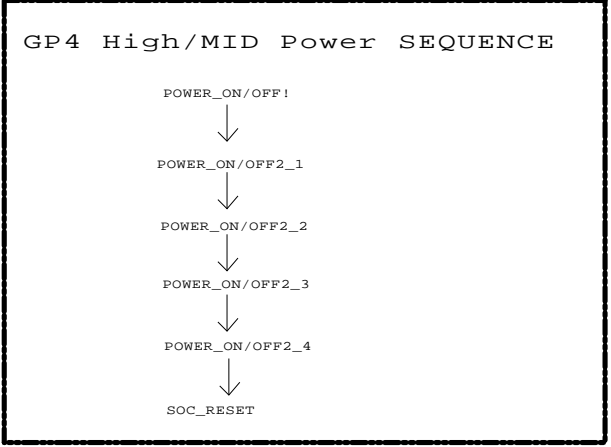 GP4 High/MID Power SEQUENCE
POWER_ON/OFF!
POWER_ON/OFF2_1
POWER_ON/OFF2_2
POWER_ON/OFF2_3
POWER_ON/OFF2_4
SOC_RESET